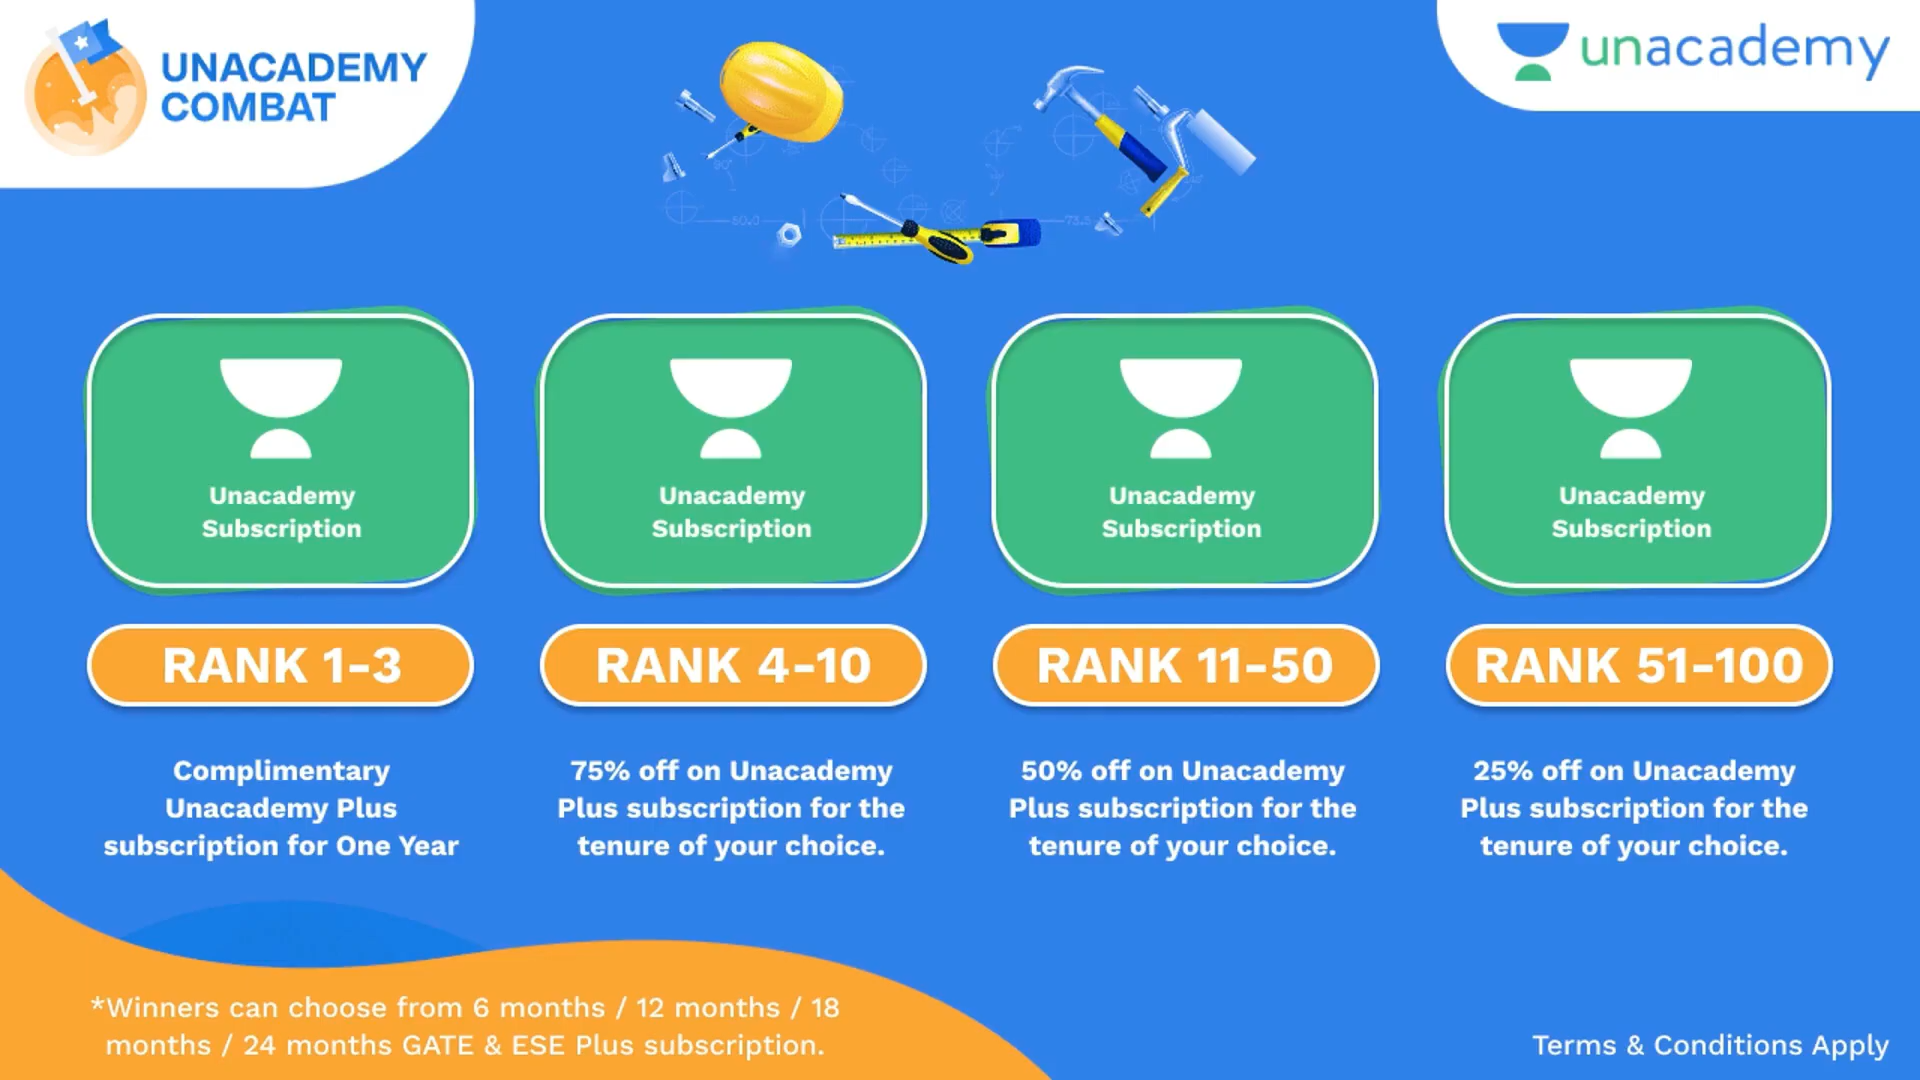 UNACADEMY
COMBAT
unacademy
50.0
73.5
Unacademy
Subscription
Unacademy
Subscription
Unacademy
Subscription
Unacademy
Subscription
RANK 1-3
RANK 4-10
RANK 11-50
RANK 51-100
Complimentary
Unacademy Plus
subscription for One Year
75% off on Unacademy
Plus subscription for the
tenure of your choice.
50% off on Unacademy
Plus subscription for the
tenure of your choice.
25% off on Unacademy
Plus subscription for the
tenure of your choice.
*Winners can choose from 6 months / 12 months / 18
months / 24 months GATE & ESE Plus subscription.
Terms & Conditions Apply